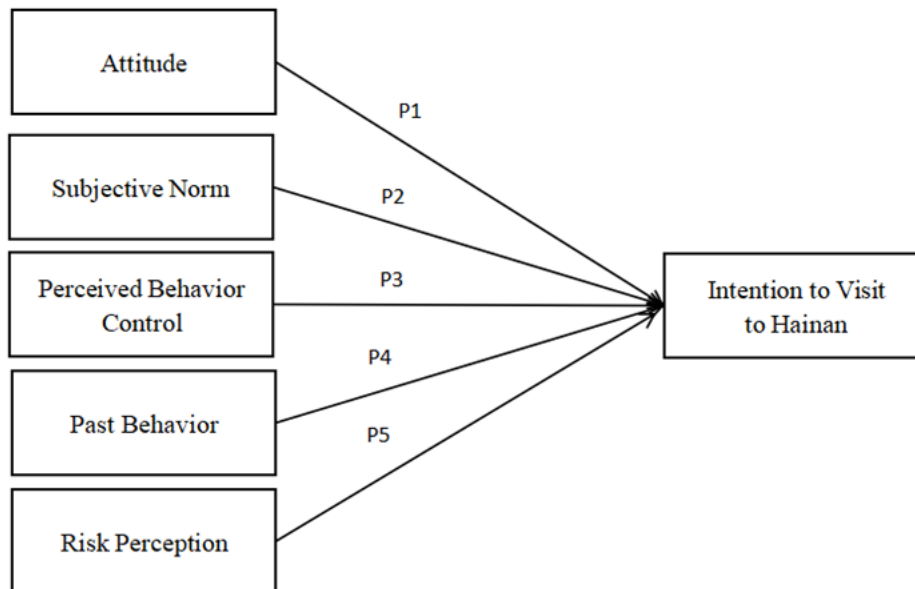 Attitude
P1
Subjective Norm
P2
Perceived Behavior
Control
P3
Intention to Visit
to Hainan
P4
Past Behavior
P5
Risk Perception